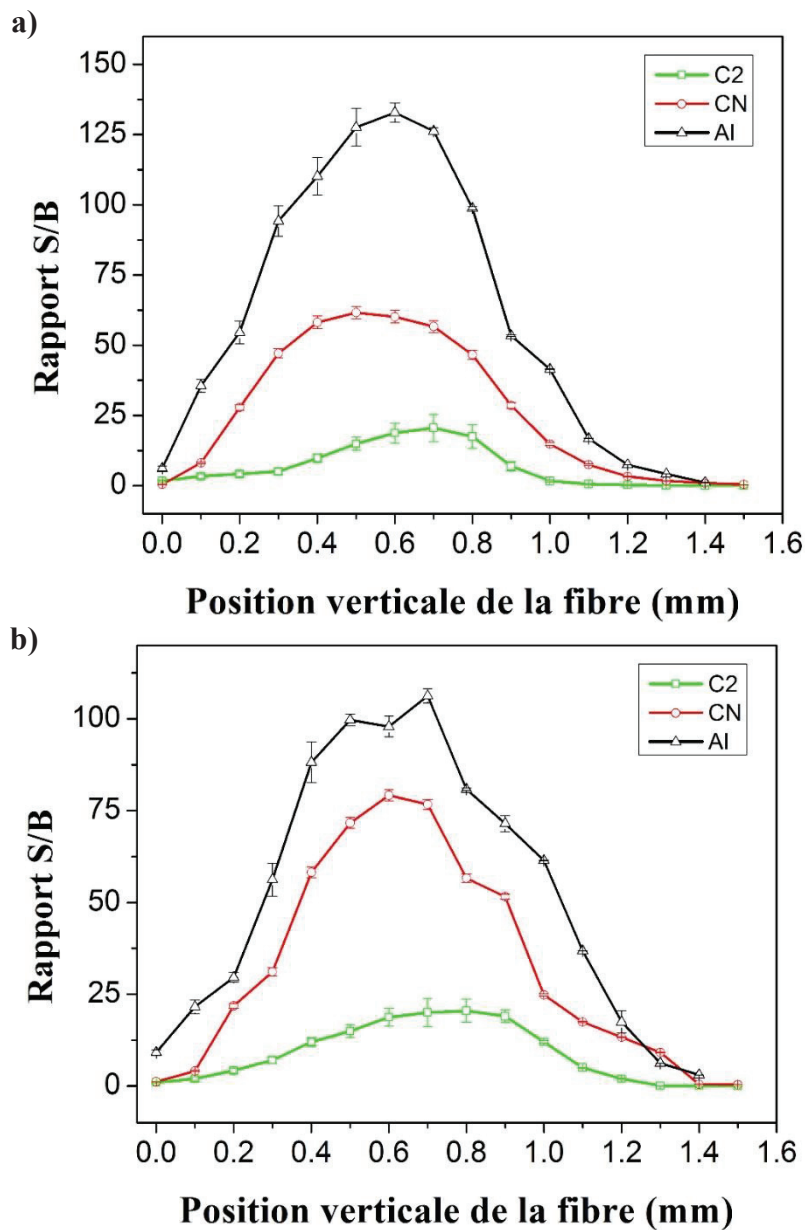 a)
150
125
100
75
50
25
0
Rapport S/B
C2
CN
Al
0.0 0.2 0.4 0.6 0.8 1.0 1.2 1.4 1.6
Position verticale de la fibre (mm)
b)
100
75
50
25
0
Rapport S/B
C2
CN
Al
0.0 0.2 0.4 0.6 0.8 1.0 1.2 1.4 1.6
Position verticale de la fibre (mm)